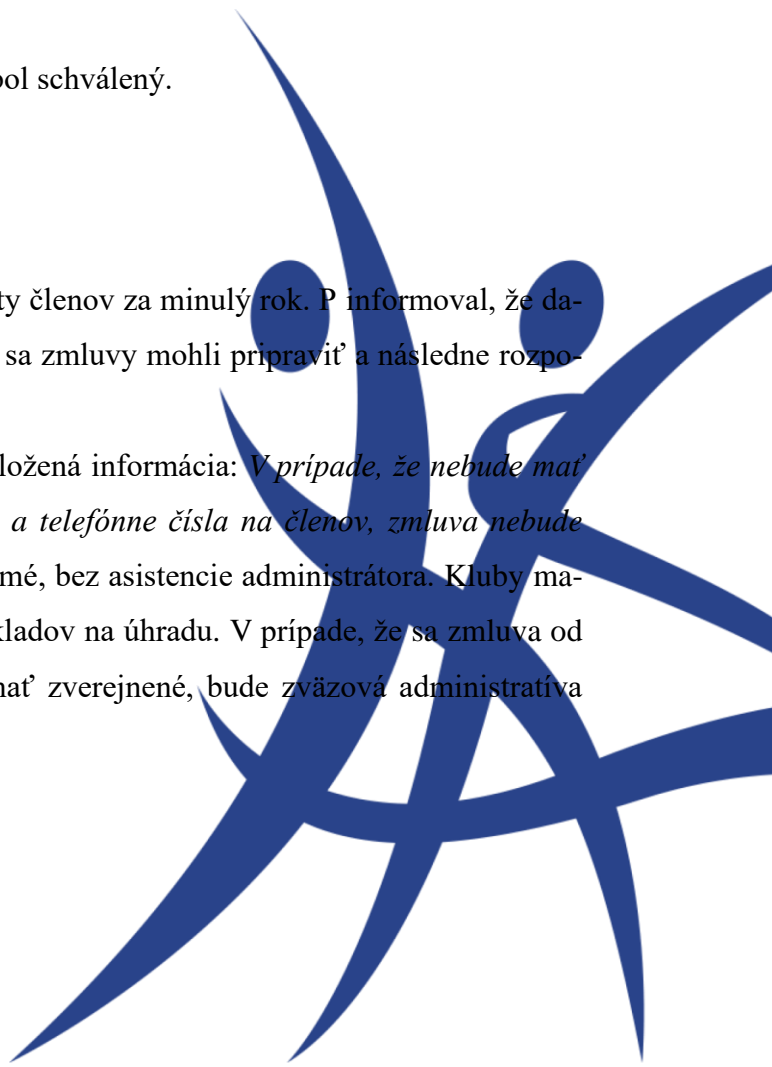 ol schválený.
ty členov za minulý rok. P informoval, že da-
sa zmluvy mohli pripraviť a následne rozpo-
ložená informácia: V prípade, že nebude mať
a telefónne čísla na členov, zmluva nebude
mé, bez asistencie administrátora. Kluby ma-
kladov na úhradu. V prípade, že sa zmluva od
ať zverejnené, bude zväzová administratíva